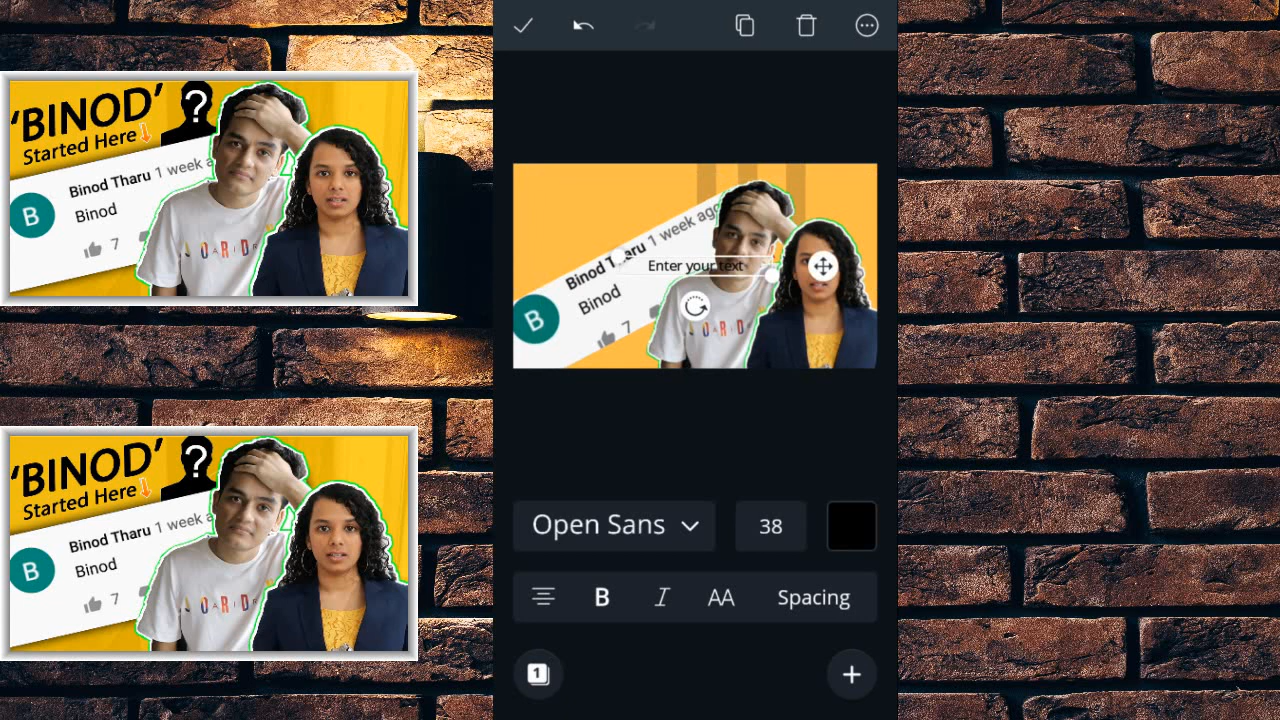 'BINOD'
?
Started Here
Binod Tharu 1 week a
B
Binod
7
'BINOD'
?
Started Here
Binod Tharu 1 week a
B
Binod
7
1 week ago
Binod T aru
Enter your text
Binod
B
7
Open Sans
38
B I AA Spacing
1
+